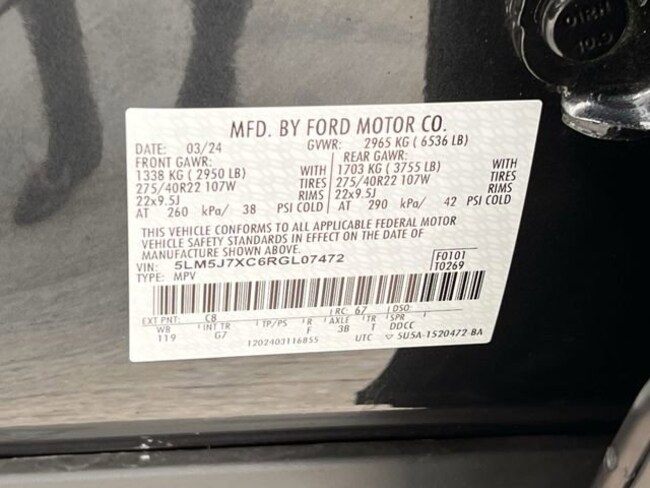 MFD. BY FORD MOTOR CO.
DATE: 03/24 GVWR: 2965 KG ( 6536 LB)
FRONT GAWR: REAR GAWR:
1338 KG ( 2950 LB) WITH 1703 KG ( 3755 LB) WITH
275/40R22 107W TIRES 275/40R22 107W TIRES
22x9.5J RIMS 22x9.5J RIMS
AT 260 kPa/ 38 PSI COLD AT 290 kPa/ 42 PSI COLD
THIS VEHICLE CONFORMS TO ALL APPLICABLE FEDERAL MOTOR
VEHICLE SAFETY STANDARDS IN EFFECT ON THE DATE OF
MANUFACTURE SHOWN ABOVE.
VIN: 5LM5J7XC6RGL07472 F0101
TYPE: MPV T0269
EXT PNT: C8 RC: 67 DSO:
WB INT TR TP/PS R AXLE TR SPR
119 G7 F 3B T DDCC
1202403116855 UTC 5USA-1520472-BA
10.9